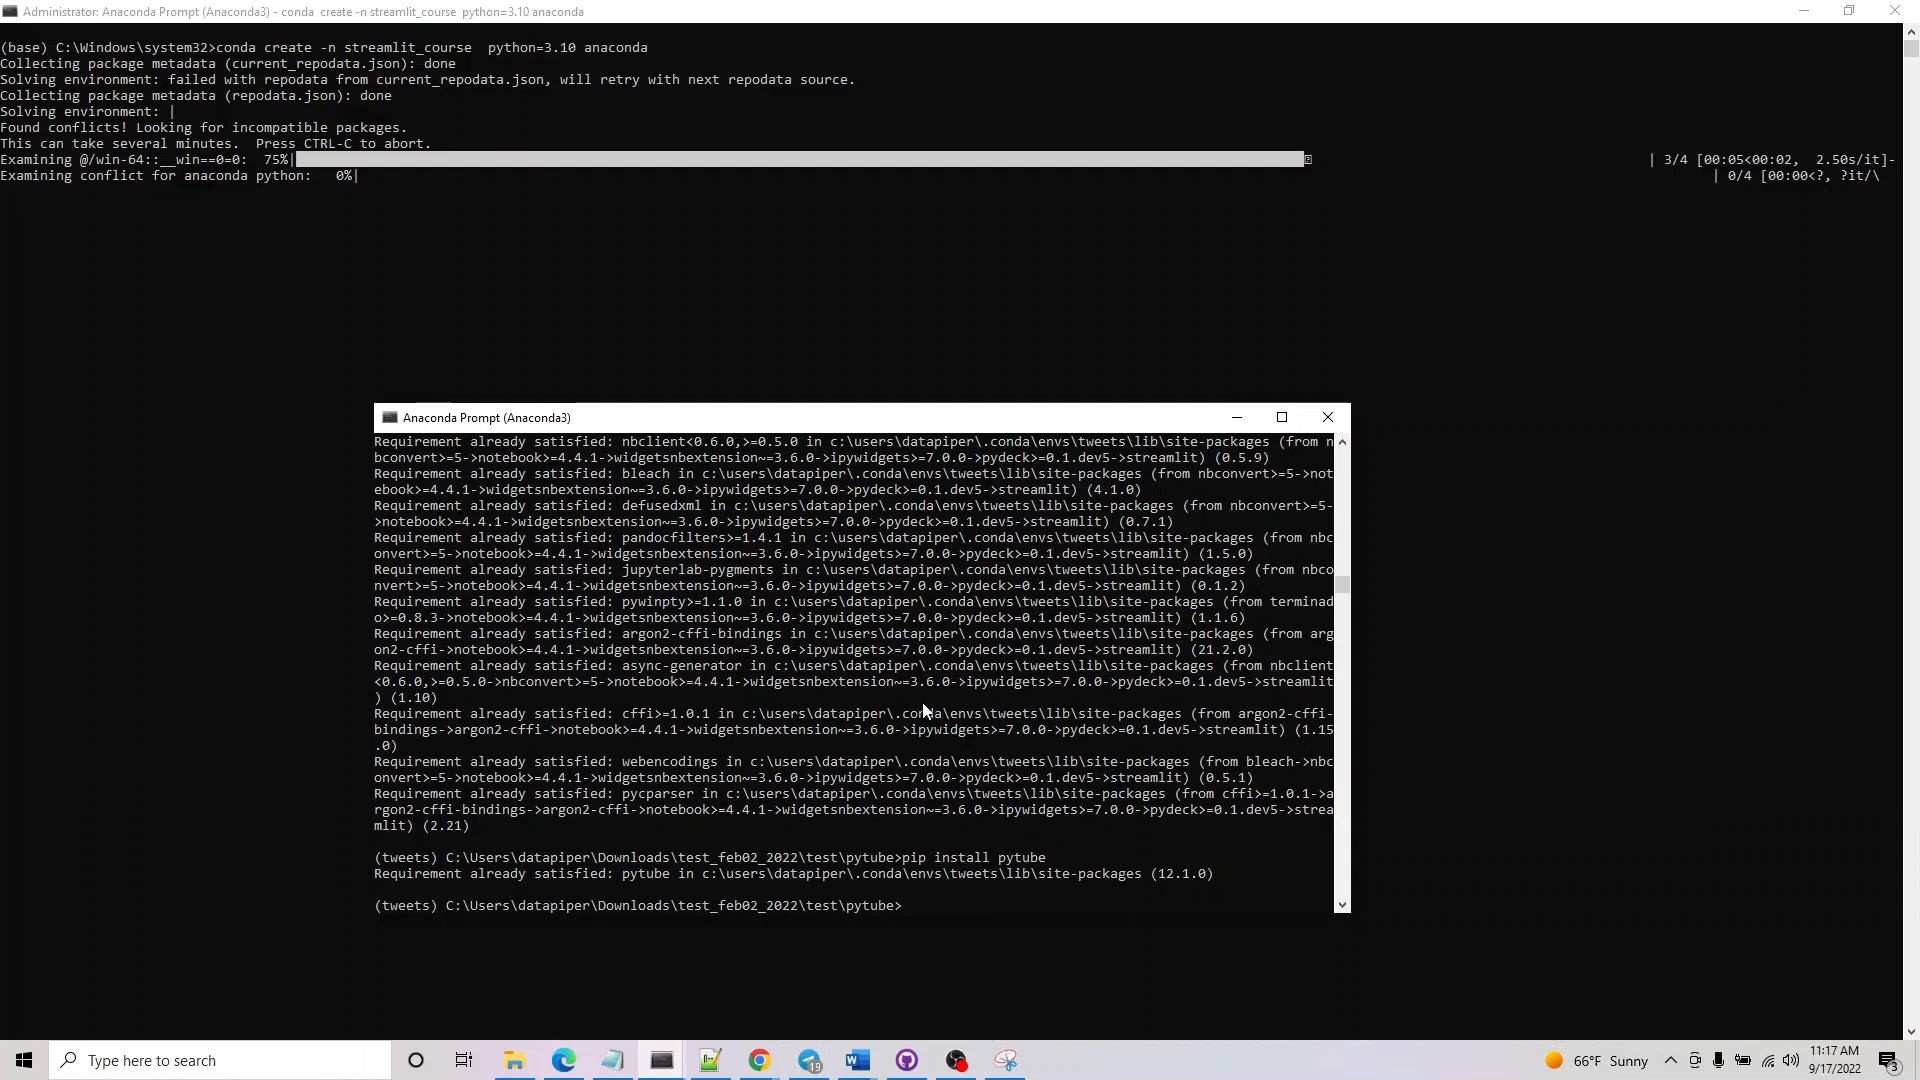 Administrator: Anaconda Prompt (Anaconda3) - conda  create -n streamlit_course  python=3.10 anaconda
(base) C:\Windows\system32>conda create -n streamlit_course  python=3.10 anaconda
Collecting package metadata (current_repodata.json): done
Solving environment: failed with repodata from current_repodata.json, will retry with next repodata source.
Collecting package metadata (repodata.json): done
Solving environment: |
Found conflicts! Looking for incompatible packages.
This can take several minutes.  Press CTRL-C to abort.
Examining @/win-64::__win==0=0:  75%| | 3/4 [00:05<00:02,  2.50s/it]-
Examining conflict for anaconda python:   0%| | 0/4 [00:00<?, ?it/\
Anaconda Prompt (Anaconda3)
Requirement already satisfied: nbclient<0.6.0,>=0.5.0 in c:\users\datapiper\.conda\envs\tweets\lib\site-packages (from n
bconvert>=5->notebook>=4.4.1->widgetsnbextension~=3.6.0->ipywidgets>=7.0.0->pydeck>=0.1.dev5->streamlit) (0.5.9)
Requirement already satisfied: bleach in c:\users\datapiper\.conda\envs\tweets\lib\site-packages (from nbconvert>=5->not
ebook>=4.4.1->widgetsnbextension~=3.6.0->ipywidgets>=7.0.0->pydeck>=0.1.dev5->streamlit) (4.1.0)
Requirement already satisfied: defusedxml in c:\users\datapiper\.conda\envs\tweets\lib\site-packages (from nbconvert>=5-
>notebook>=4.4.1->widgetsnbextension~=3.6.0->ipywidgets>=7.0.0->pydeck>=0.1.dev5->streamlit) (0.7.1)
Requirement already satisfied: pandocfilters>=1.4.1 in c:\users\datapiper\.conda\envs\tweets\lib\site-packages (from nbc
onvert>=5->notebook>=4.4.1->widgetsnbextension~=3.6.0->ipywidgets>=7.0.0->pydeck>=0.1.dev5->streamlit) (1.5.0)
Requirement already satisfied: jupyterlab-pygments in c:\users\datapiper\.conda\envs\tweets\lib\site-packages (from nbco
nvert>=5->notebook>=4.4.1->widgetsnbextension~=3.6.0->ipywidgets>=7.0.0->pydeck>=0.1.dev5->streamlit) (0.1.2)
Requirement already satisfied: pywinpty>=1.1.0 in c:\users\datapiper\.conda\envs\tweets\lib\site-packages (from terminad
o>=0.8.3->notebook>=4.4.1->widgetsnbextension~=3.6.0->ipywidgets>=7.0.0->pydeck>=0.1.dev5->streamlit) (1.1.6)
Requirement already satisfied: argon2-cffi-bindings in c:\users\datapiper\.conda\envs\tweets\lib\site-packages (from arg
on2-cffi->notebook>=4.4.1->widgetsnbextension~=3.6.0->ipywidgets>=7.0.0->pydeck>=0.1.dev5->streamlit) (21.2.0)
Requirement already satisfied: async-generator in c:\users\datapiper\.conda\envs\tweets\lib\site-packages (from nbclient
<0.6.0,>=0.5.0->nbconvert>=5->notebook>=4.4.1->widgetsnbextension~=3.6.0->ipywidgets>=7.0.0->pydeck>=0.1.dev5->streamlit
) (1.10)
Requirement already satisfied: cffi>=1.0.1 in c:\users\datapiper\.conda\envs\tweets\lib\site-packages (from argon2-cffi-
bindings->argon2-cffi->notebook>=4.4.1->widgetsnbextension~=3.6.0->ipywidgets>=7.0.0->pydeck>=0.1.dev5->streamlit) (1.15
.0)
Requirement already satisfied: webencodings in c:\users\datapiper\.conda\envs\tweets\lib\site-packages (from bleach->nbc
onvert>=5->notebook>=4.4.1->widgetsnbextension~=3.6.0->ipywidgets>=7.0.0->pydeck>=0.1.dev5->streamlit) (0.5.1)
Requirement already satisfied: pycparser in c:\users\datapiper\.conda\envs\tweets\lib\site-packages (from cffi>=1.0.1->a
rgon2-cffi-bindings->argon2-cffi->notebook>=4.4.1->widgetsnbextension~=3.6.0->ipywidgets>=7.0.0->pydeck>=0.1.dev5->strea
mlit) (2.21)
(tweets) C:\Users\datapiper\Downloads\test_feb02_2022\test\pytube>pip install pytube
Requirement already satisfied: pytube in c:\users\datapiper\.conda\envs\tweets\lib\site-packages (12.1.0)
(tweets) C:\Users\datapiper\Downloads\test_feb02_2022\test\pytube>
Type here to search
19
66°F Sunny
11:17 AM
9/17/2022
3